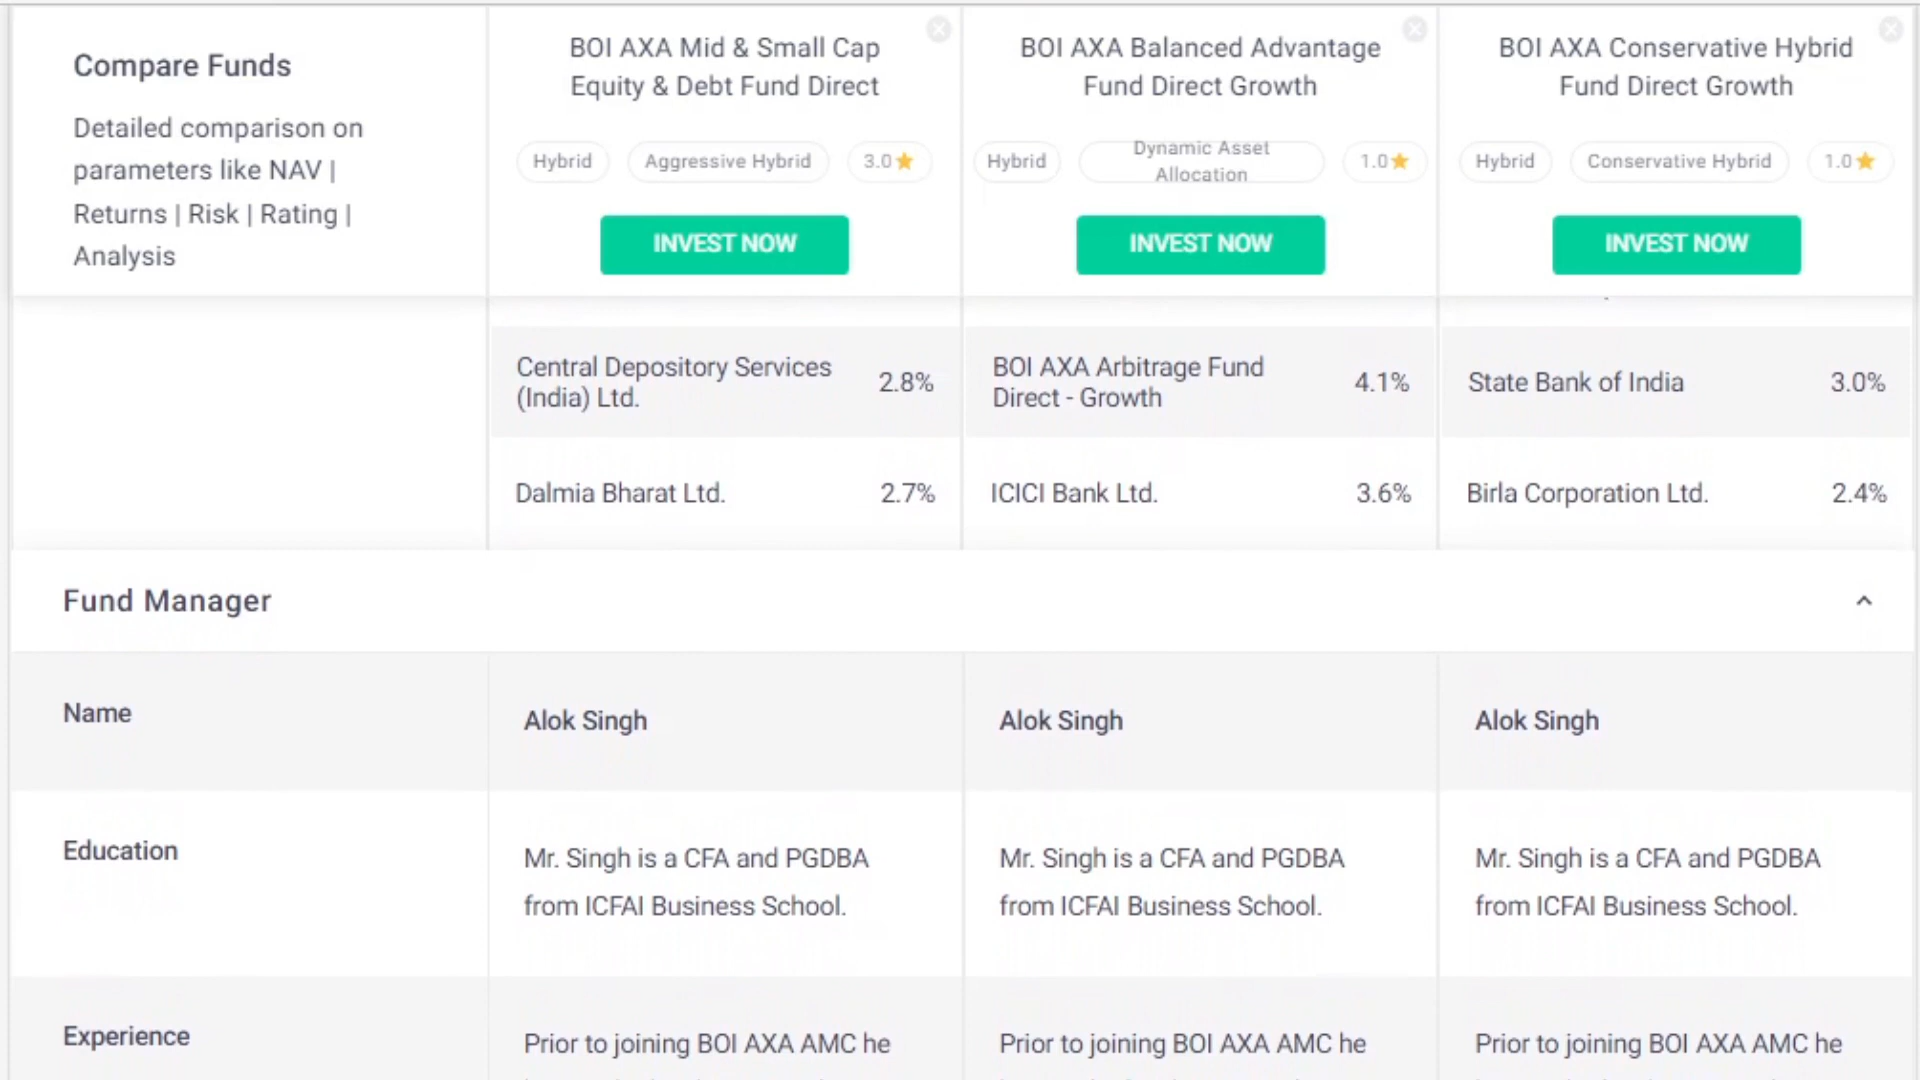 Compare Funds
Detailed comparison on
parameters like NAV |
Returns | Risk | Rating |
Analysis
BOI AXA Mid & Small Cap
Equity & Debt Fund Direct
Hybrid Aggressive Hybrid 3.0
INVEST NOW
BOI AXA Balanced Advantage
Fund Direct Growth
Hybrid Dynamic Asset
Allocation 1.0
INVEST NOW
BOI AXA Conservative Hybrid
Fund Direct Growth
Hybrid Conservative Hybrid 1.0
INVEST NOW
Central Depository Services
(India) Ltd. 2.8%
BOI AXA Arbitrage Fund
Direct - Growth 4.1%
State Bank of India 3.0%
Dalmia Bharat Ltd. 2.7%
ICICI Bank Ltd. 3.6%
Birla Corporation Ltd. 2.4%
Fund Manager
Name
Alok Singh
Alok Singh
Alok Singh
Education
Mr. Singh is a CFA and PGDBA
from ICFAI Business School.
Mr. Singh is a CFA and PGDBA
from ICFAI Business School.
Mr. Singh is a CFA and PGDBA
from ICFAI Business School.
Experience
Prior to joining BOI AXA AMC he
Prior to joining BOI AXA AMC he
Prior to joining BOI AXA AMC he